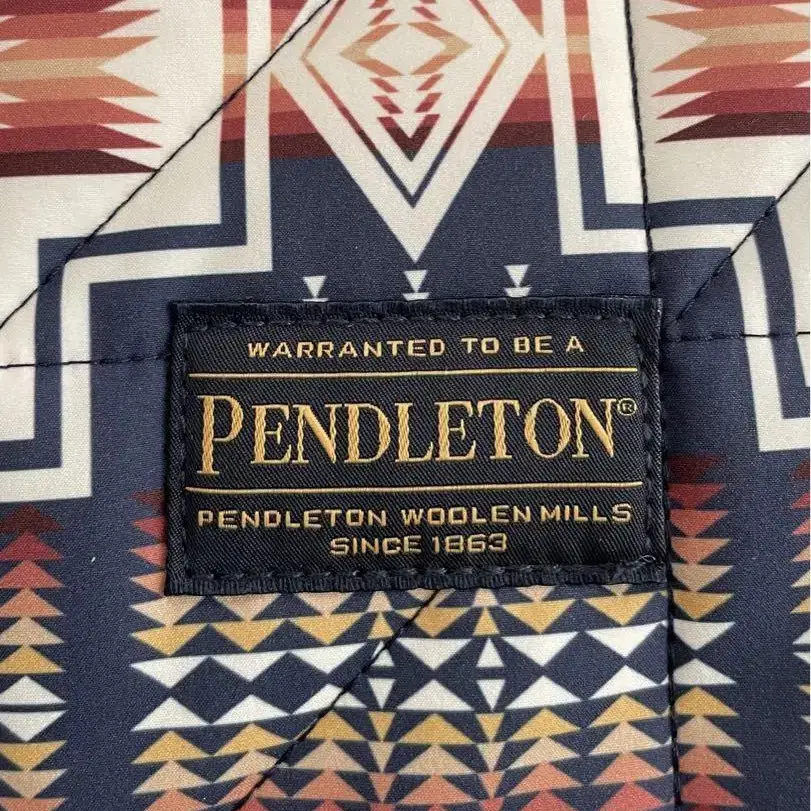 WARRANTED TO BE A
PENDLETON®
PENDLETON WOOLEN MILLS
SINCE 1863